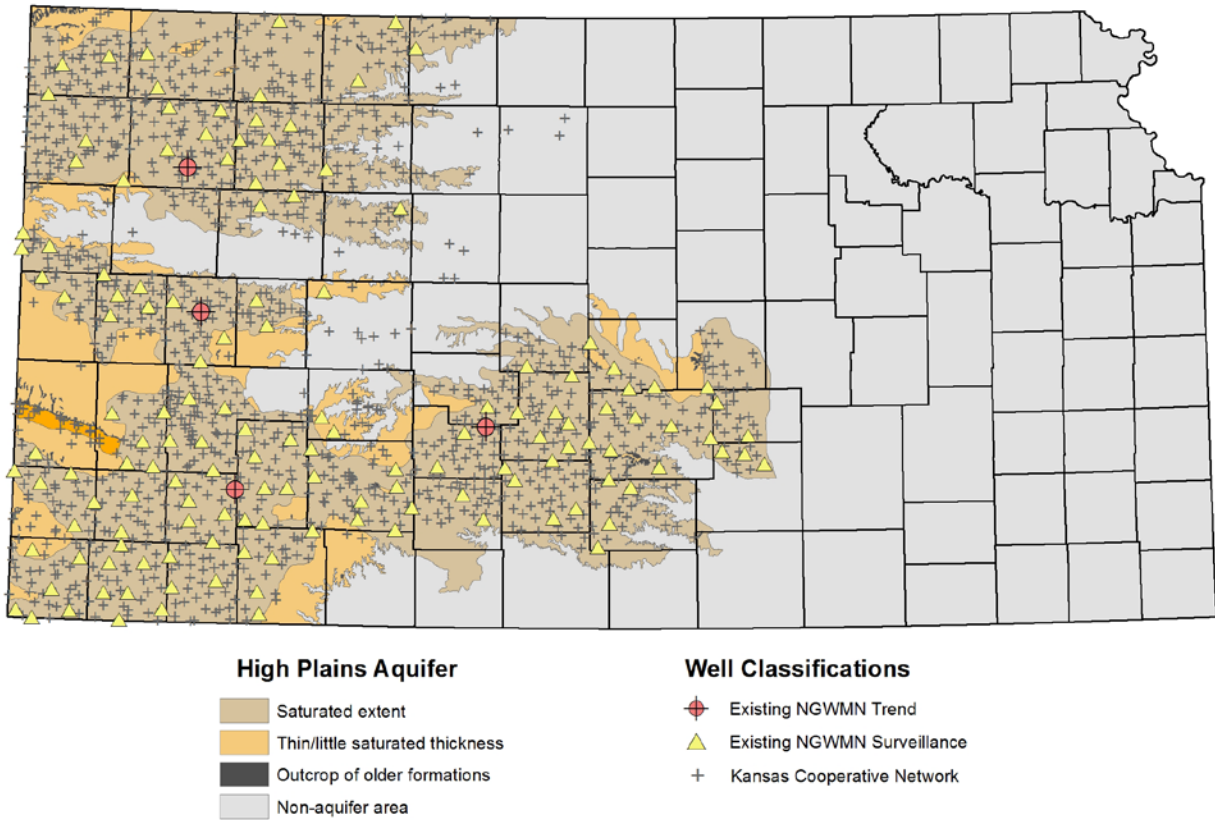 High Plains Aquifer
Saturated extent
Thin/little saturated thickness
Outcrop of older formations
Non-aquifer area
Well Classifications
Existing NGWMN Trend
Existing NGWMN Surveillance
Kansas Cooperative Network